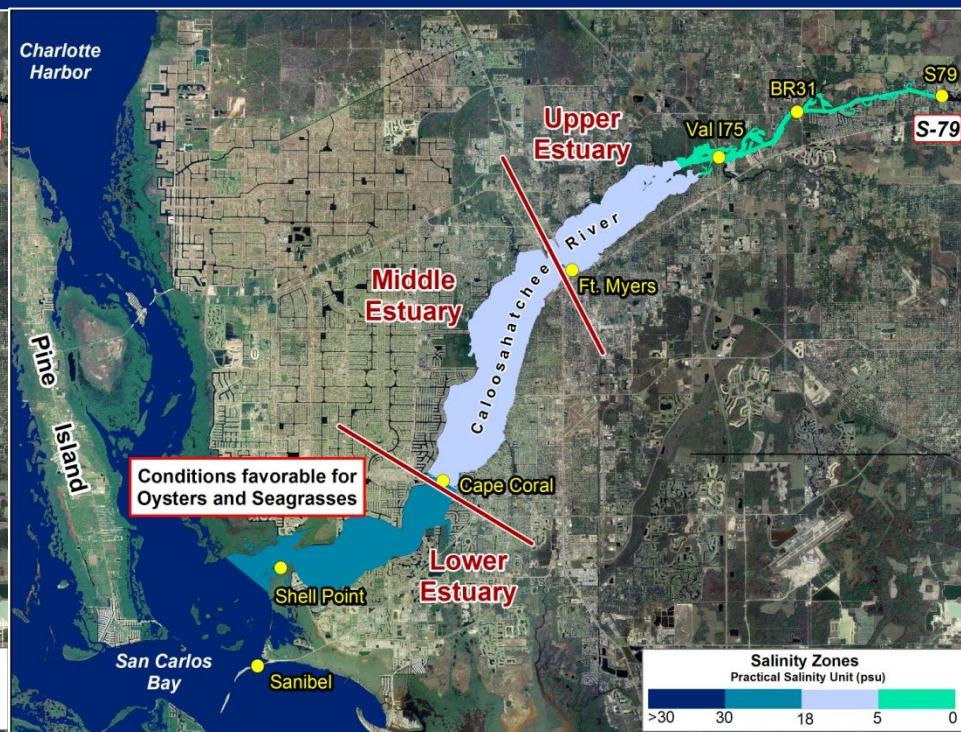 Charlotte
Harbor
S79
BR31
S-79
Upper
Estuary
Val I75
Caloosahatchee River
Ft. Myers
Middle
Estuary
Pine
Island
Conditions favorable for
Oysters and Seagrasses
Cape Coral
Lower
Estuary
Shell Point
San Carlos
Bay
Sanibel
Salinity Zones
Practical Salinity Unit (psu)
>30 30 18 5 0